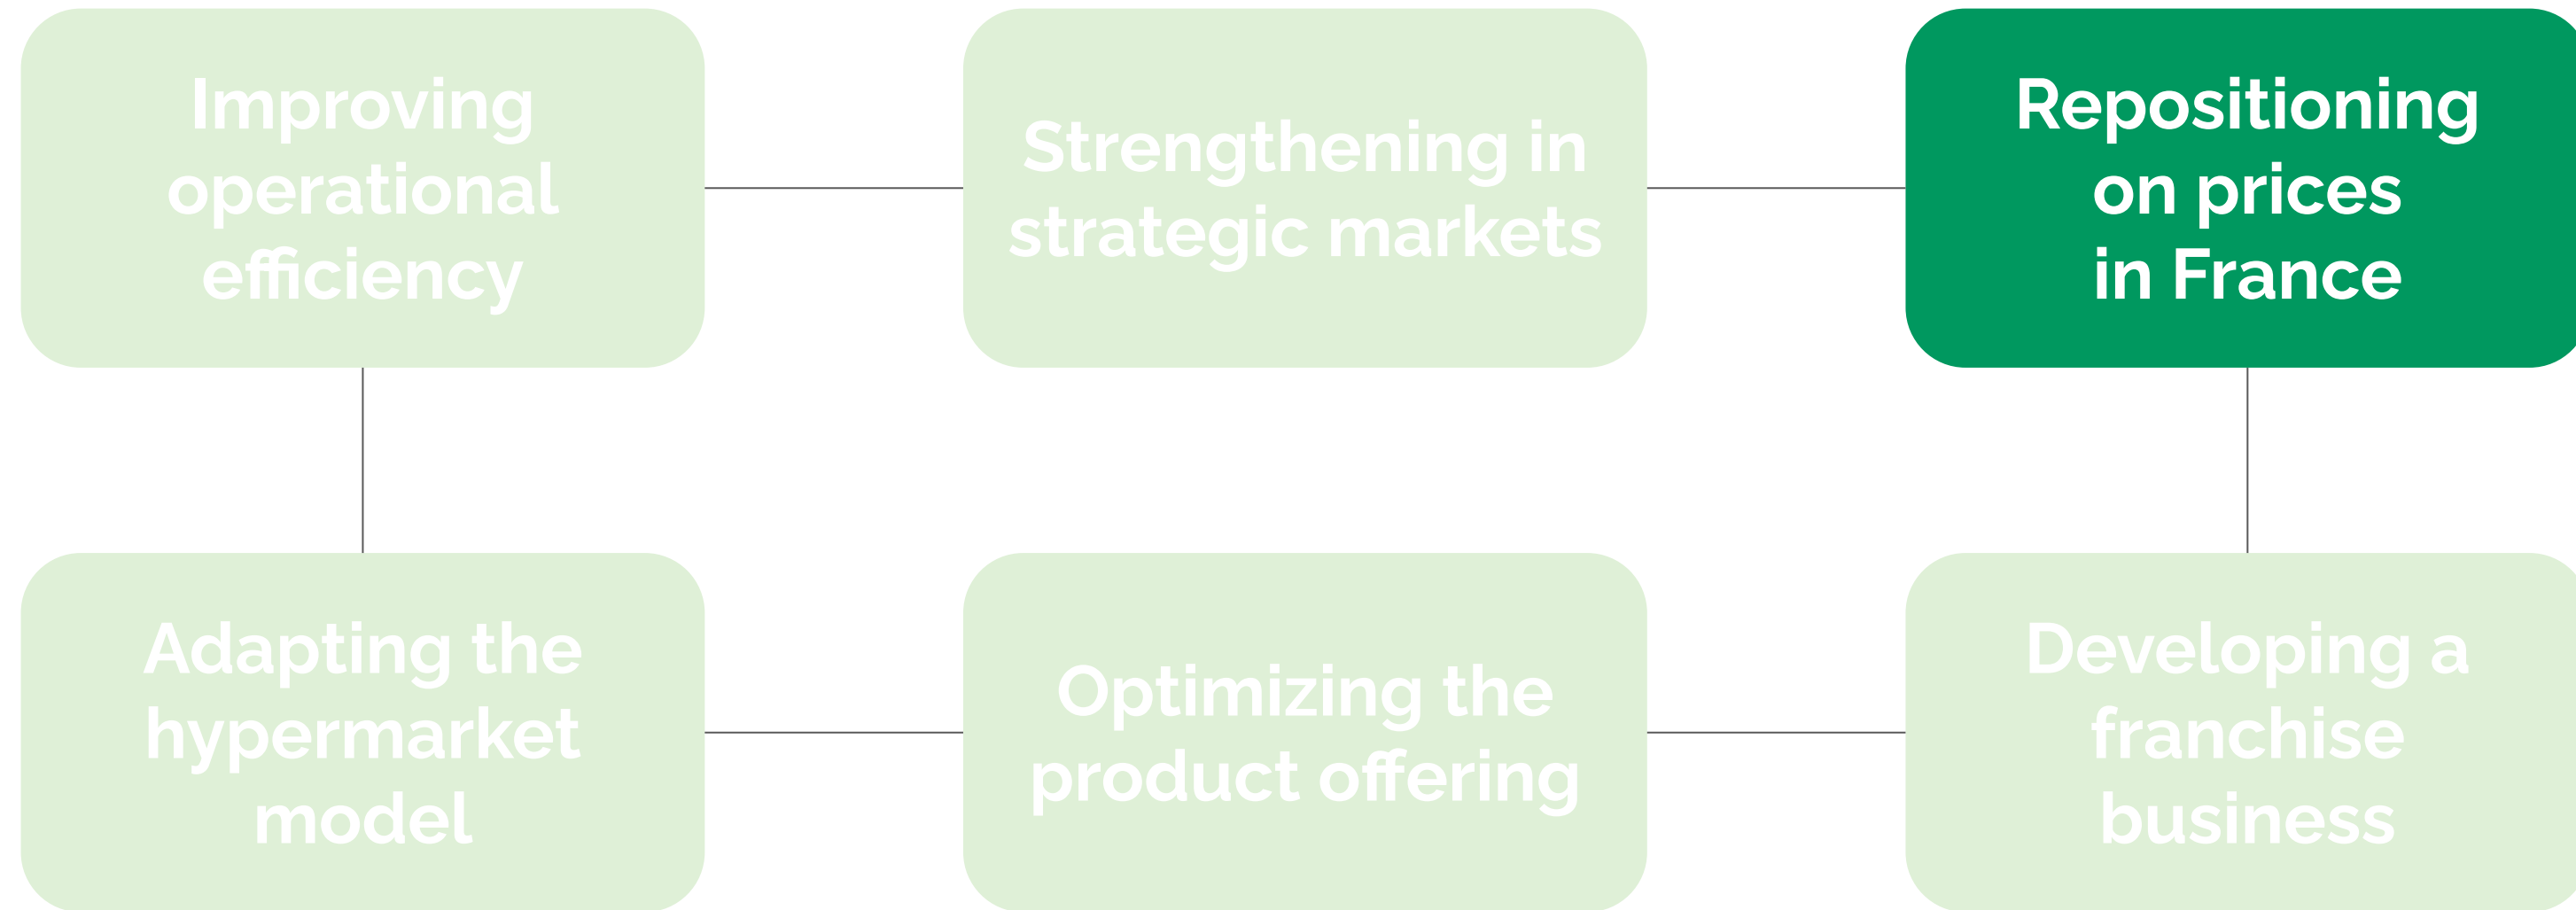 Improving
operational
efficiency
Strengthening in
strategic markets
Repositioning
on prices
in France
Adapting the
hypermarket
model
Optimizing the
product offering
Developing a
franchise
business